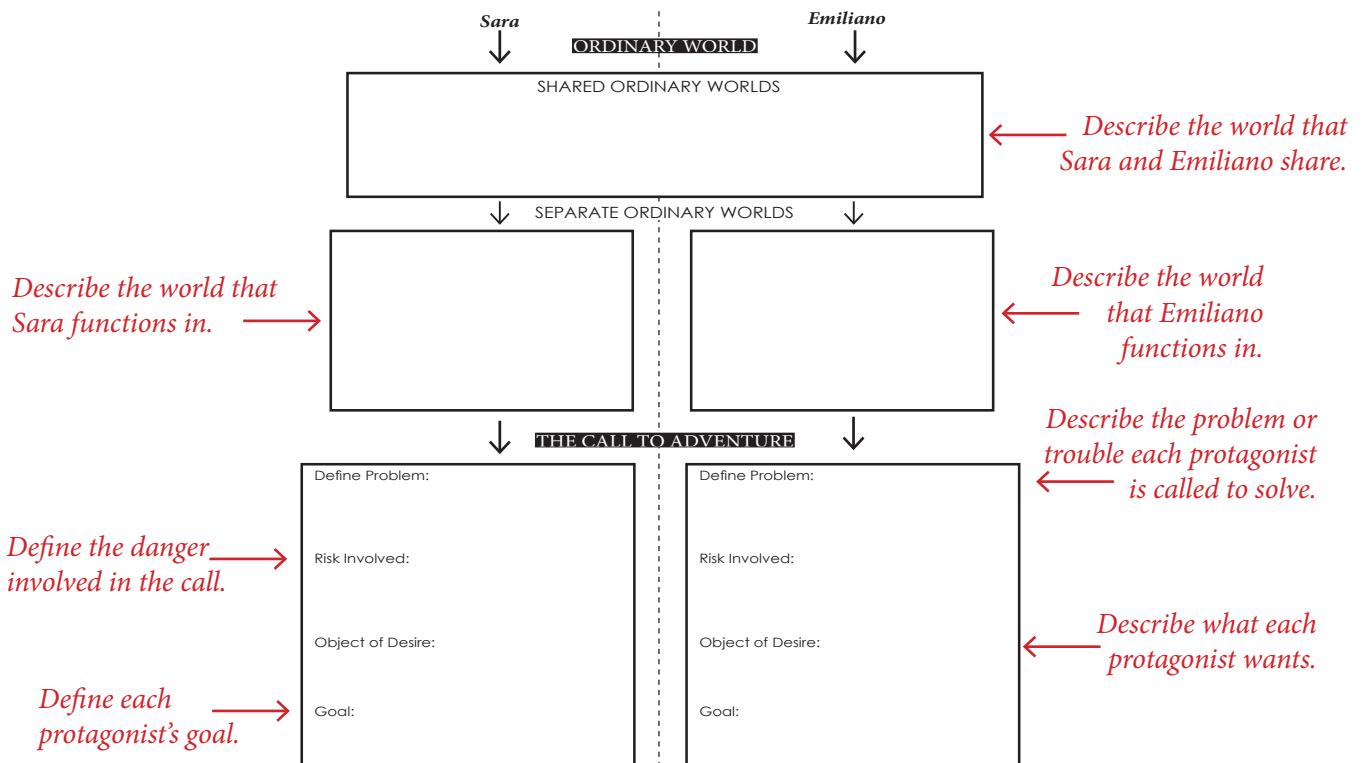 Sara
Emiliano
ORDINARY WORLD
SHARED ORDINARY WORLDS
Describe the world that
Sara and Emiliano share.
SEPARATE ORDINARY WORLDS
Describe the world that
Sara functions in.
Describe the world
that Emiliano
functions in.
THE CALL TO ADVENTURE
Describe the problem or
trouble each protagonist
is called to solve.
Define Problem:
Define Problem:
Define the danger
involved in the call.
Risk Involved:
Risk Involved:
Object of Desire:
Object of Desire:
Describe what each
protagonist wants.
Define each
protagonist's goal.
Goal:
Goal: